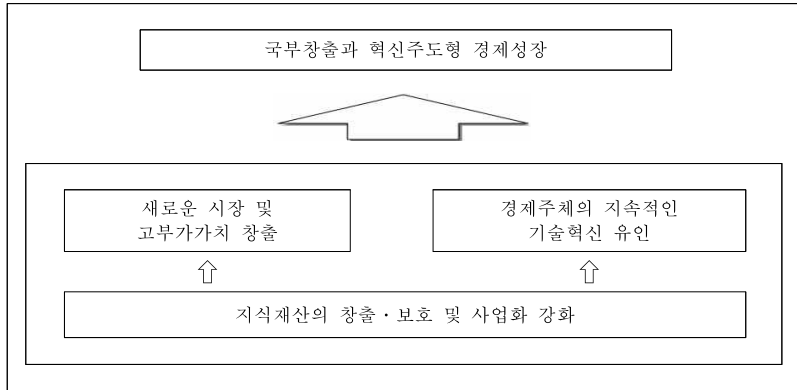 국부창출과 혁신주도형 경제성장
새로운 시장 및
고부가가치 창출
경제주체의 지속적인
기술혁신 유인
지식재산의 창출·보호 및 사업화 강화